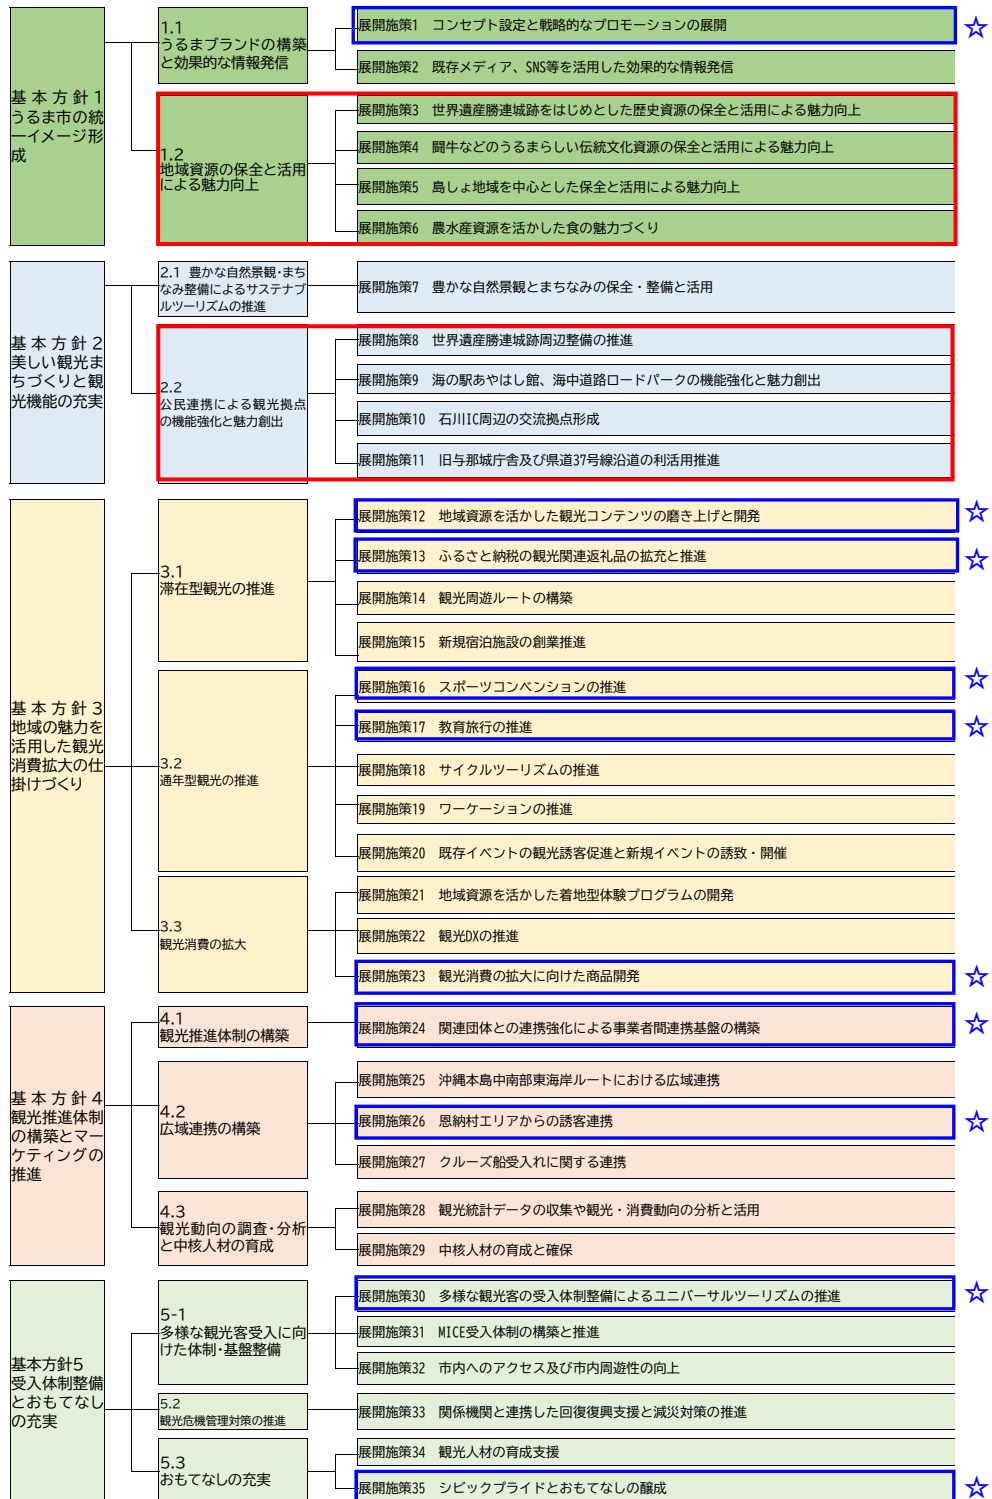 基本方針1
うるま市の統
一イメージ形
成
1.1
うるまブランドの構築
と効果的な情報発信
展開施策1　コンセプト設定と戦略的なプロモーションの展開
☆
展開施策2　既存メディア、SNS等を活用した効果的な情報発信
1.2
地域資源の保全と活用
による魅力向上
展開施策3　世界遺産勝連城跡をはじめとした歴史資源の保全と活用による魅力向上
展開施策4　闘牛などのうるまらしい伝統文化資源の保全と活用による魅力向上
展開施策5　島しょ地域を中心とした保全と活用による魅力向上
展開施策6　農水産資源を活かした食の魅力づくり
基本方針2
美しい観光ま
ちづくりと観
光機能の充実
2.1 豊かな自然景観・まち
なみ整備によるサステナブ
ルツーリズムの推進
展開施策7　豊かな自然景観とまちなみの保全・整備と活用
2.2
公民連携による観光拠点
の機能強化と魅力創出
展開施策8　世界遺産勝連城跡周辺整備の推進
展開施策9　海の駅あやはし館、海中道路ロードパークの機能強化と魅力創出
展開施策10　石川IC周辺の交流拠点形成
展開施策11　旧与那城庁舎及び県道37号線沿道の利活用推進
基本方針3
地域の魅力を
活用した観光
消費拡大の仕
掛けづくり
3.1
滞在型観光の推進
展開施策12　地域資源を活かした観光コンテンツの磨き上げと開発
☆
展開施策13　ふるさと納税の観光関連返礼品の拡充と推進
☆
展開施策14　観光周遊ルートの構築
展開施策15　新規宿泊施設の創業推進
3.2
通年型観光の推進
展開施策16　スポーツコンベンションの推進
☆
展開施策17　教育旅行の推進
☆
展開施策18　サイクルツーリズムの推進
展開施策19　ワーケーションの推進
展開施策20　既存イベントの観光誘客促進と新規イベントの誘致・開催
3.3
観光消費の拡大
展開施策21　地域資源を活かした着地型体験プログラムの開発
展開施策22　観光DXの推進
展開施策23　観光消費の拡大に向けた商品開発
☆
基本方針4
観光推進体制
の構築とマー
ケティングの
推進
4.1
観光推進体制の構築
展開施策24　関連団体との連携強化による事業者間連携基盤の構築
☆
4.2
広域連携の構築
展開施策25　沖縄本島中南部東海岸ルートにおける広域連携
展開施策26　恩納村エリアからの誘客連携
☆
展開施策27　クルーズ船受入れに関する連携
4.3
観光動向の調査・分析
と中核人材の育成
展開施策28　観光統計データの収集や観光・消費動向の分析と活用
展開施策29　中核人材の育成と確保
基本方針5
受入体制整備
とおもてなし
の充実
5-1
多様な観光客受入に向
けた体制・基盤整備
展開施策30　多様な観光客の受入体制整備によるユニバーサルツーリズムの推進
☆
展開施策31　MICE受入体制の構築と推進
展開施策32　市内へのアクセス及び市内周遊性の向上
5.2
観光危機管理対策の推進
展開施策33　関係機関と連携した回復復興支援と減災対策の推進
5.3
おもてなしの充実
展開施策34　観光人材の育成支援
展開施策35　シビックプライドとおもてなしの醸成
☆